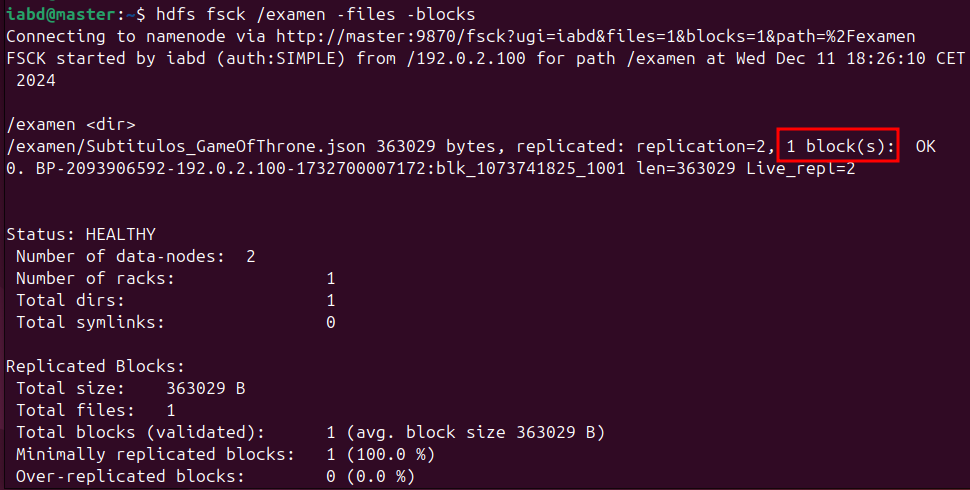 iabd@master:~$ hdfs fsck /examen -files -blocks
Connecting to namenode via http://master:9870/fsck?ugi=iabd&files=1&blocks=1&path=%2Fexamen
FSCK started by iabd (auth:SIMPLE) from /192.0.2.100 for path /examen at Wed Dec 11 18:26:10 CET
 2024
/examen <dir>
/examen/Subtitulos_GameOfThrone.json 363029 bytes, replicated: replication=2, 1 block(s):  OK
0. BP-2093906592-192.0.2.100-1732700007172:blk_1073741825_1001 len=363029 Live_repl=2
Status: HEALTHY
 Number of data-nodes:  2
 Number of racks:               1
 Total dirs:                    1
 Total symlinks:                0
Replicated Blocks:
 Total size:    363029 B
 Total files:   1
 Total blocks (validated):      1 (avg. block size 363029 B)
 Minimally replicated blocks:   1 (100.0 %)
 Over-replicated blocks:        0 (0.0 %)